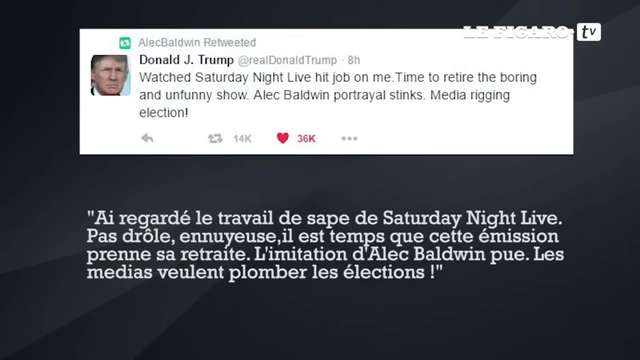 LE FIGARO tv
AlecBaldwin Retweeted
Donald J. Trump @realDonaldTrump · 8h
Watched Saturday Night Live hit job on me.Time to retire the boring
and unfunny show. Alec Baldwin portrayal stinks. Media rigging
election!
14K 36K
"Ai regardé le travail de sape de Saturday Night Live.
Pas drôle, ennuyeuse,il est temps que cette émission
prenne sa retraite. L'imitation d'Alec Baldwin pue. Les
medias veulent plomber les élections !"